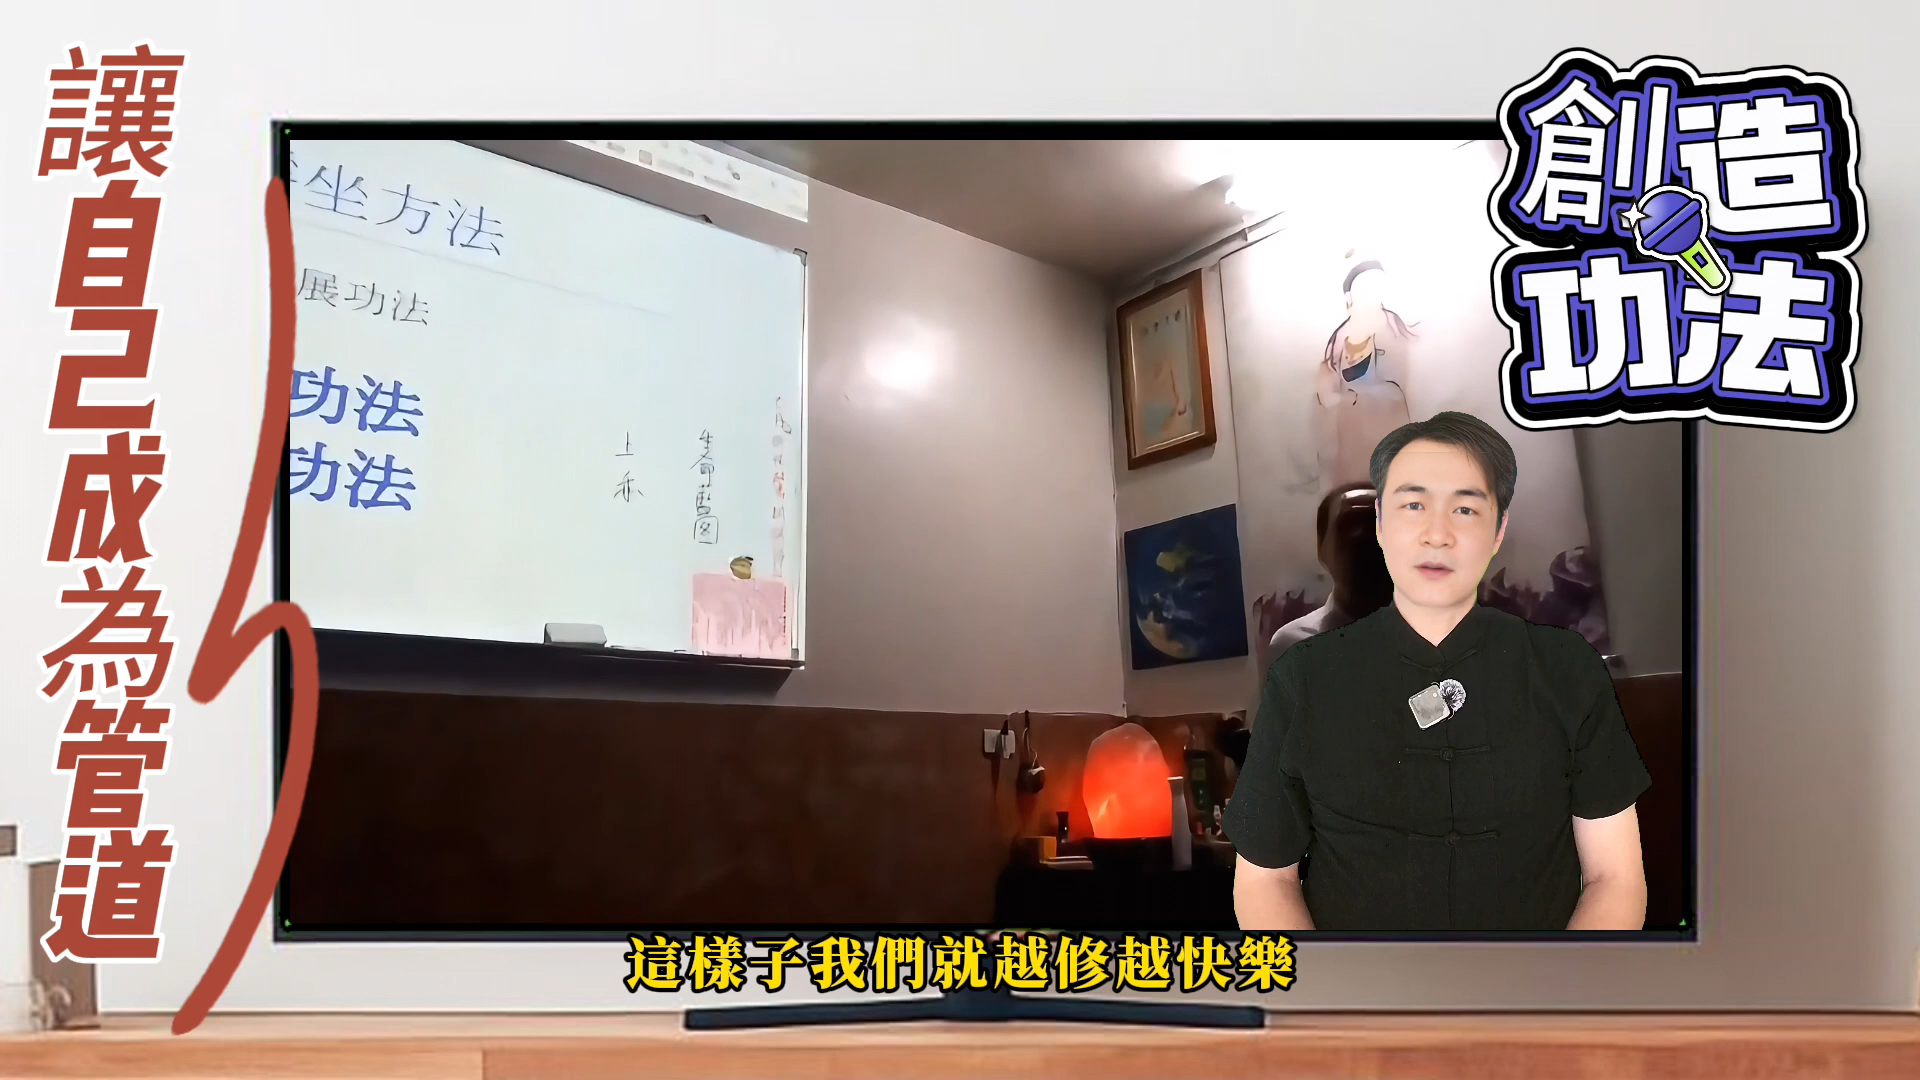 讓自己成為管道
創造
功法
坐方法
展功法
功法
功法
上
生命藍图
這樣子我們就越修越快樂